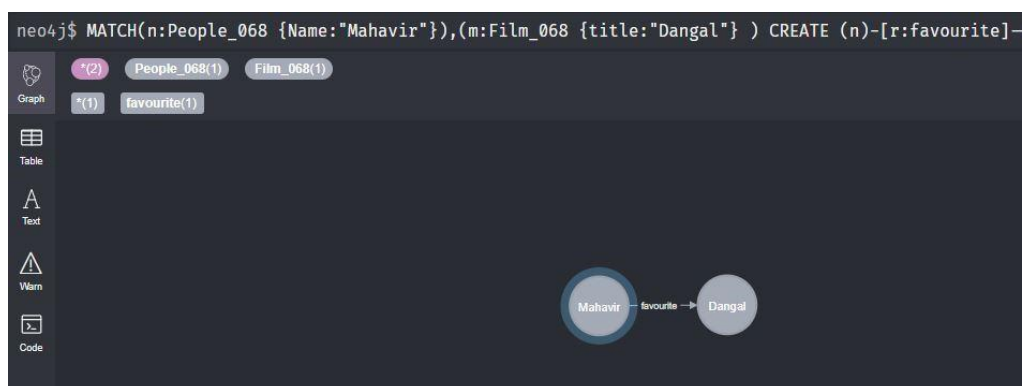 neo4j$ MATCH(n:People_068 {Name:"Mahavir"}),(m:Film_068 {title:"Dangal"} ) CREATE (n)-[r:favourite]-
*(2) People_068(1) Film_068(1)
Graph
*(1) favourite(1)
Table
A
Text
Warn
Code
Mahavir favourite Dangal